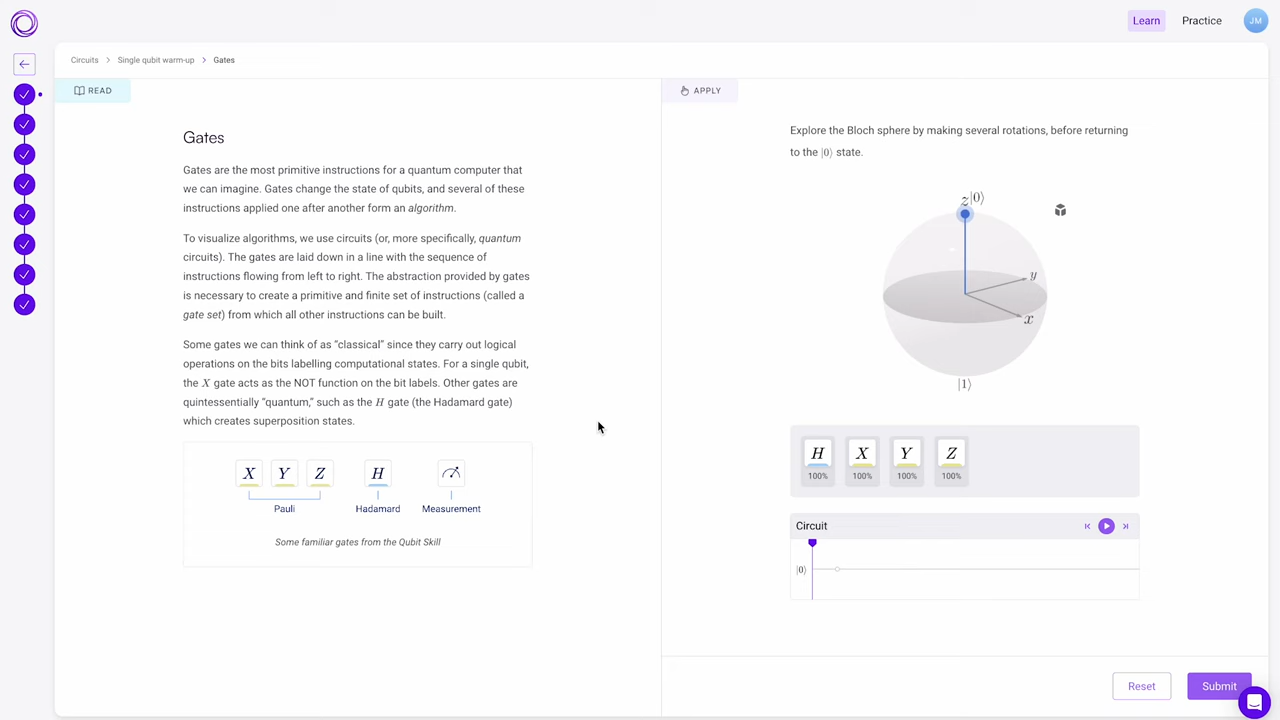 Learn
Practice
JM
Circuits > Single qubit warm-up > Gates
READ
Gates
Gates are the most primitive instructions for a quantum computer that
we can imagine. Gates change the state of qubits, and several of these
instructions applied one after another form an algorithm.
To visualize algorithms, we use circuits (or, more specifically, quantum
circuits). The gates are laid down in a line with the sequence of
instructions flowing from left to right. The abstraction provided by gates
is necessary to create a primitive and finite set of instructions (called a
gate set) from which all other instructions can be built.
Some gates we can think of as “classical” since they carry out logical
operations on the bits labelling computational states. For a single qubit,
the X gate acts as the NOT function on the bit labels. Other gates are
quintessentially "quantum," such as the H gate (the Hadamard gate)
which creates superposition states.
X Y Z H
Pauli Hadamard Measurement
Some familiar gates from the Qubit Skill
APPLY
Explore the Bloch sphere by making several rotations, before returning
to the |0⟩ state.
z|0⟩
y
x
|1⟩
H X Y Z
100% 100% 100% 100%
Circuit
|0⟩
Reset
Submit